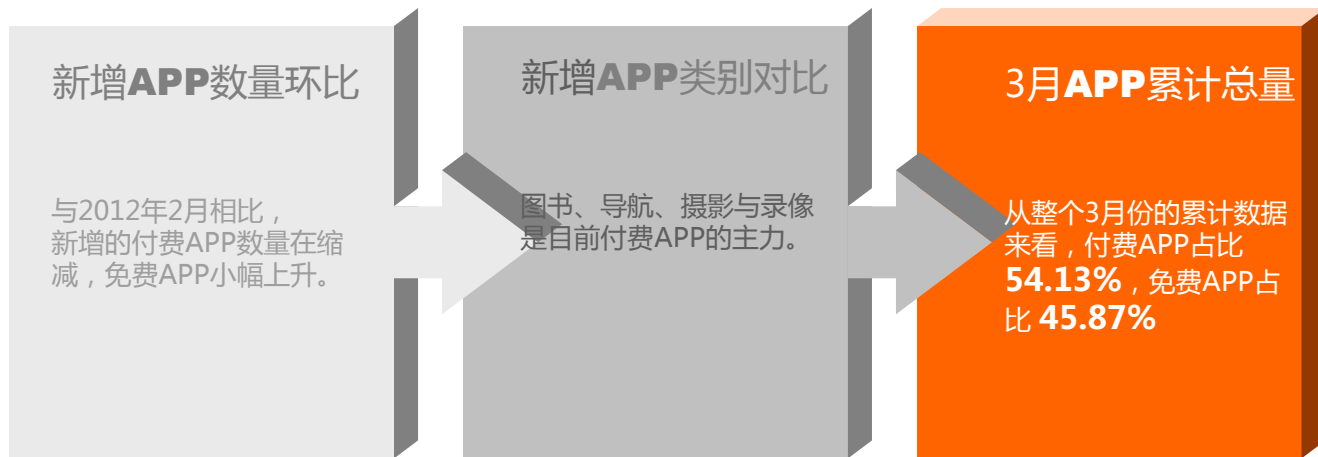 新增APP数量环比
与2012年2月相比，
新增的付费APP数量在缩
减，免费APP小幅上升。
新增APP类别对比
图书、导航、摄影与录像
是目前付费APP的主力。
3月APP累计总量
从整个3月份的累计数据
来看，付费APP占比
54.13%，免费APP占
比 45.87%